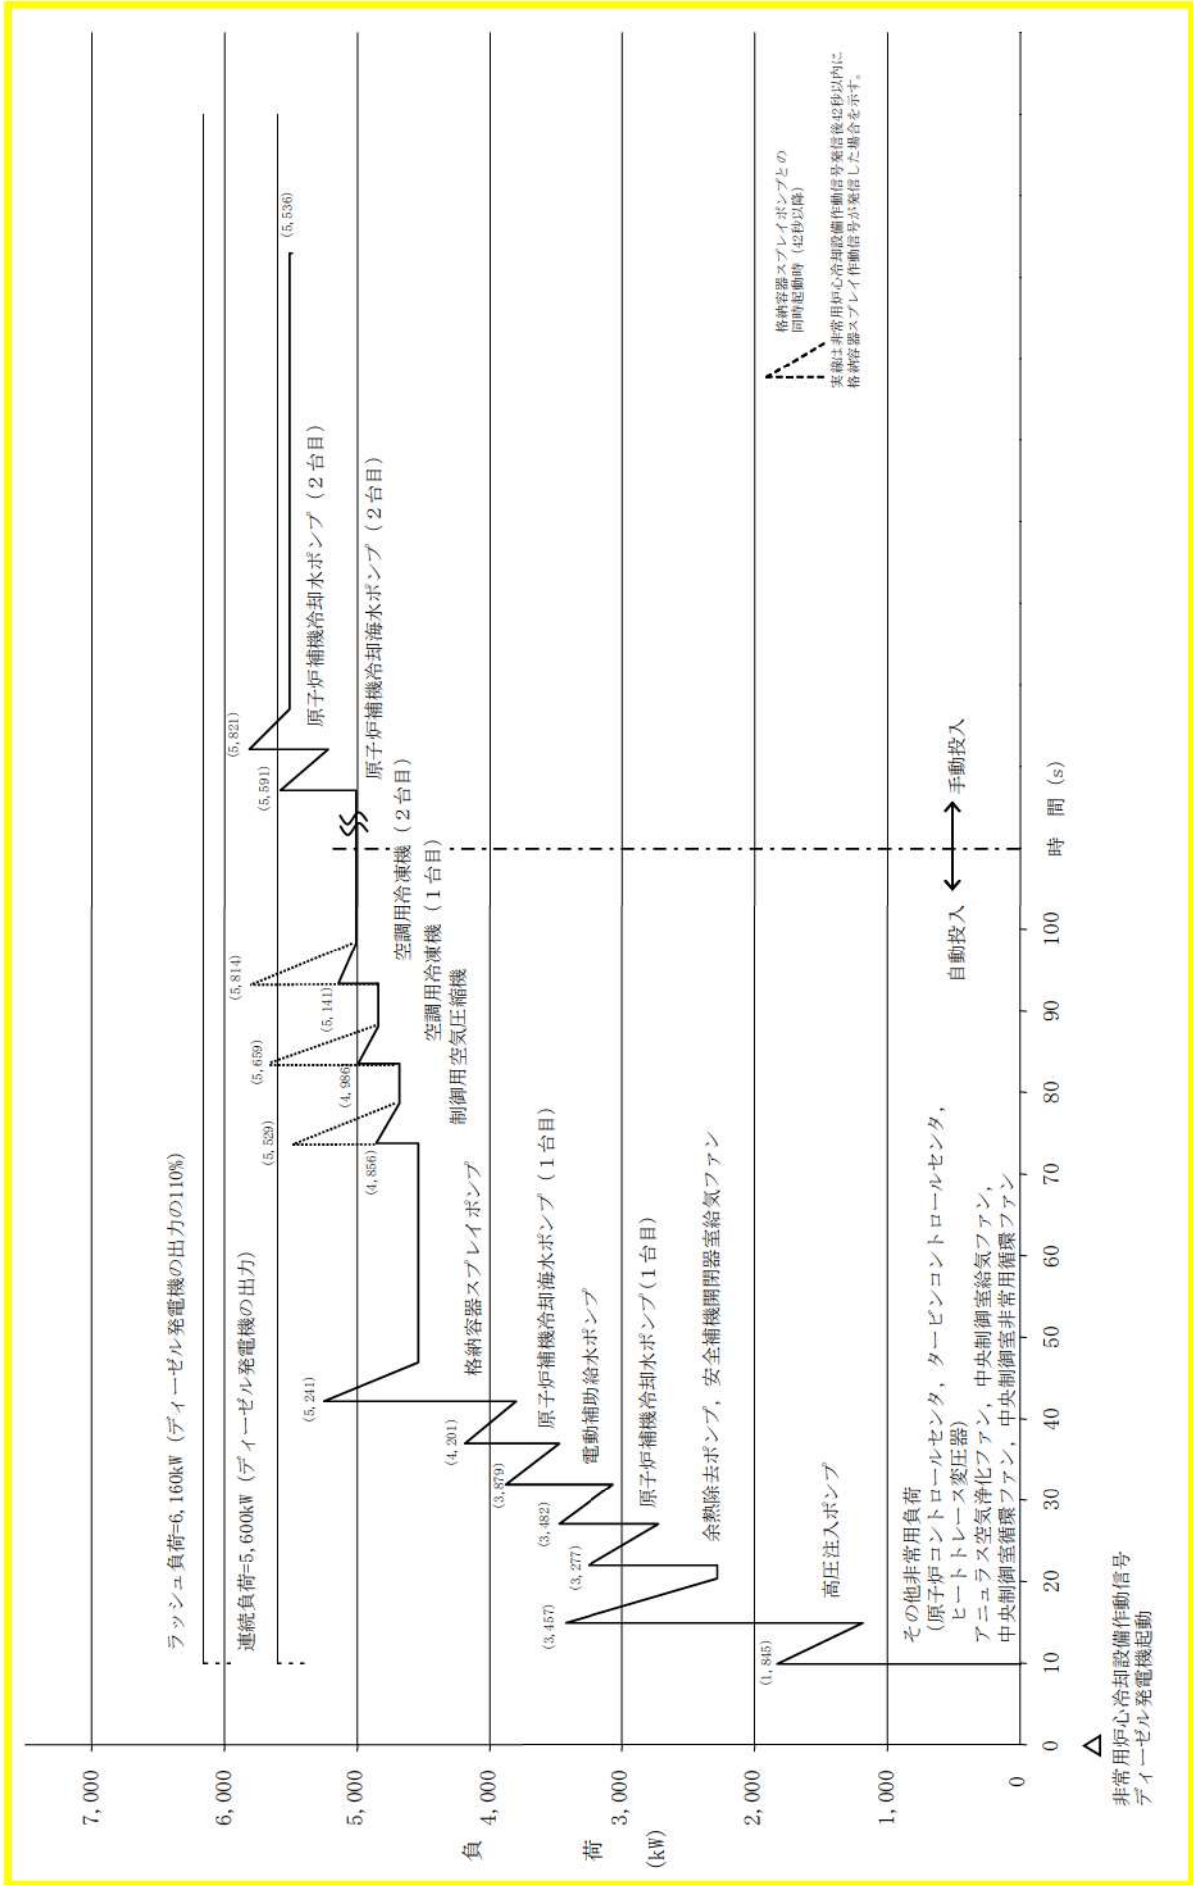 ラッシュ負荷=6,160kW (ディーゼル発電機の出力の110%)
連続負荷=5,600kW (ディーゼル発電機の出力)
7,000
6,000
5,000
4,000
3,000
2,000
1,000
0
負
荷
(kW)
(1,845)
(3,457)
(3,277)
(3,482)
(3,879)
(4,201)
(5,241)
(4,856)
(5,529)
(4,986)
(5,659)
(5,141)
(5,814)
(5,591)
(5,821)
(5,536)
その他非常用負荷
(原子炉コントロールセンタ, タービンコントロールセンタ,
ヒートトレース変圧器)
アニュラス空気浄化ファン, 中央制御室給気ファン,
中央制御室循環ファン, 中央制御室非常用循環ファン
高圧注入ポンプ
余熱除去ポンプ, 安全補機開閉器室給気ファン
原子炉補機冷却水ポンプ(1台目)
電動補助給水ポンプ
原子炉補機冷却海水ポンプ (1台目)
格納容器スプレイポンプ
制御用空気圧縮機
空調用冷凍機 (1台目)
空調用冷凍機 (2台目)
原子炉補機冷却海水ポンプ (2台目)
原子炉補機冷却水ポンプ (2台目)
格納容器スプレイポンプとの
同時起動時 (42秒以降)
実線は非常用炉心冷却設備作動信号発信後42秒以内に
格納容器スプレイ作動信号が発信した場合を示す。
自動投入
手動投入
0
10
20
30
40
50
60
70
80
90
100
時 間 (s)
非常用炉心冷却設備作動信号
ディーゼル発電機起動